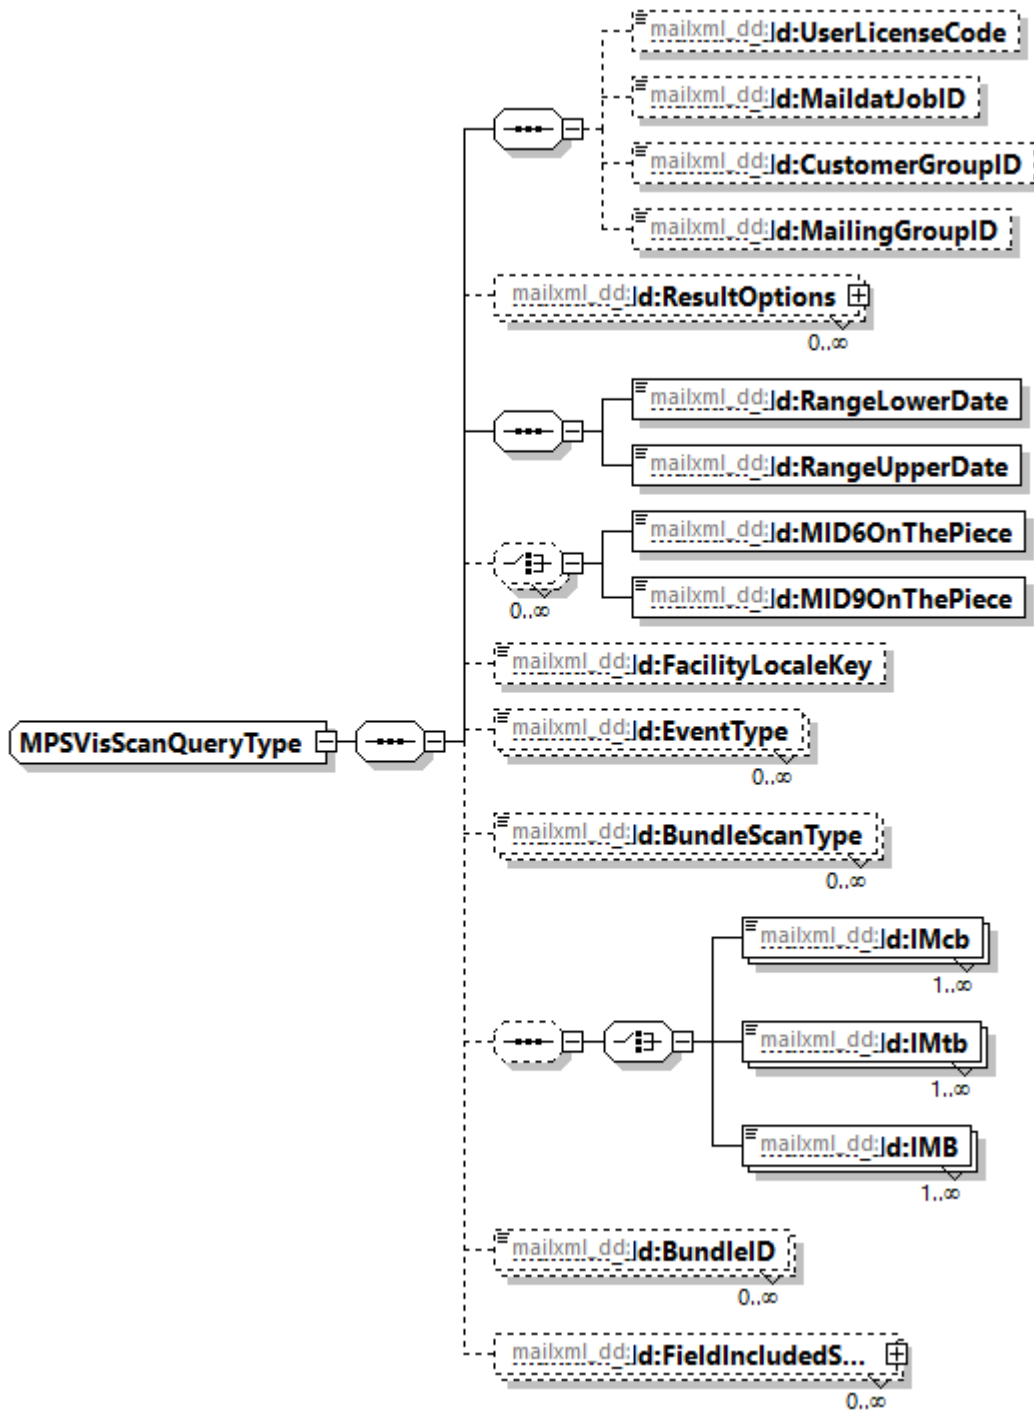 mailxml_dd:ld:UserLicenseCode
mailxml_dd:ld:MaildatJobID
mailxml_dd:ld:CustomerGroupID
mailxml_dd:ld:MailingGroupID
mailxml_dd:ld:ResultOptions
0..∞
mailxml_dd:ld:RangeLowerDate
mailxml_dd:ld:RangeUpperDate
mailxml_dd:ld:MID6OnThePiece
0..∞
mailxml_dd:ld:MID9OnThePiece
mailxml_dd:ld:FacilityLocaleKey
MPSVisScanQueryType
mailxml_dd:ld:EventType
0..∞
mailxml_dd:ld:BundleScanType
0..∞
mailxml_dd:ld:IMcb
1..∞
mailxml_dd:ld:IMtb
1..∞
mailxml_dd:ld:IMB
1..∞
mailxml_dd:ld:BundleID
0..∞
mailxml_dd:ld:FieldIncludedS...
0..∞